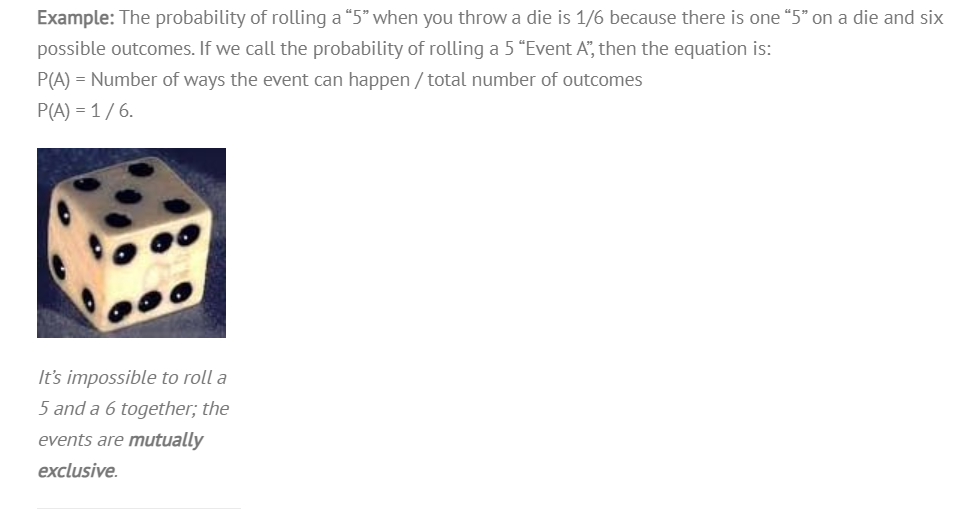 Example: The probability of rolling a “5” when you throw a die is 1/6 because there is one “5” on a die and six
possible outcomes. If we call the probability of rolling a 5 “Event A”, then the equation is:
P(A) = Number of ways the event can happen / total number of outcomes
P(A) = 1 / 6.
It’s impossible to roll a
5 and a 6 together; the
events are mutually
exclusive.